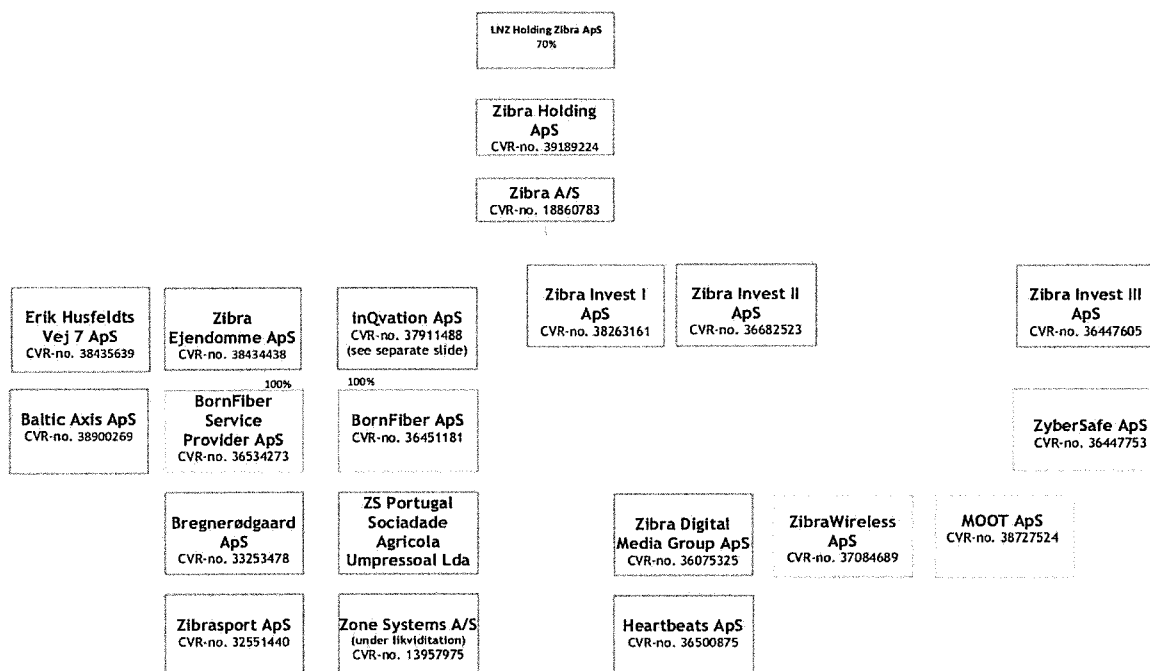 LNZ Holding Zibra ApS
70%
Zibra Holding
ApS
CVR-no. 39189224
Zibra A/S
CVR-no. 18860783
Erik Husfeldts
Vej 7 ApS
CVR-no. 38435639
Zibra
Ejendomme ApS
CVR-no. 38434438
inQvation ApS
CVR-no. 37911488
(see separate slide)
Zibra Invest I
ApS
CVR-no. 38263161
Zibra Invest II
ApS
CVR-no. 36682523
Zibra Invest III
ApS
CVR-no. 36447605
100%
100%
Baltic Axis ApS
CVR-no. 38900269
BornFiber
Service
Provider ApS
CVR-no. 36534273
BornFiber ApS
CVR-no. 36451181
ZyberSafe ApS
CVR-no. 36447753
Bregnerødgaard
ApS
CVR-no. 33253478
ZS Portugal
Sociadade
Agricola
Umpressoal Lda
Zibra Digital
Media Group ApS
CVR-no. 36075325
ZibraWireless
ApS
CVR-no. 37084689
MOOT ApS
CVR-no. 38727524
Zibrasport ApS
CVR-no. 32551440
Zone Systems A/S
(under likviditation)
CVR-no. 13957975
Heartbeats ApS
CVR-no. 36500875